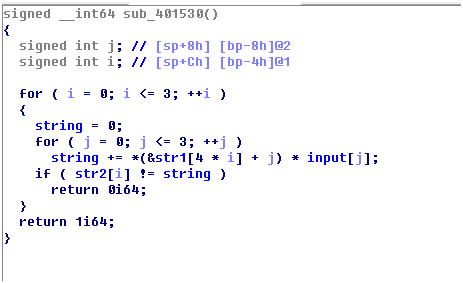 signed __int64 sub_401530()
{
  signed int j; // [sp+8h] [bp-8h]@2
  signed int i; // [sp+Ch] [bp-4h]@1

  for ( i = 0; i <= 3; ++i )
  {
    string = 0;
    for ( j = 0; j <= 3; ++j )
      string += *(&str1[4 * i] + j) * input[j];
    if ( str2[i] != string )
      return 0i64;
  }
  return 1i64;
}